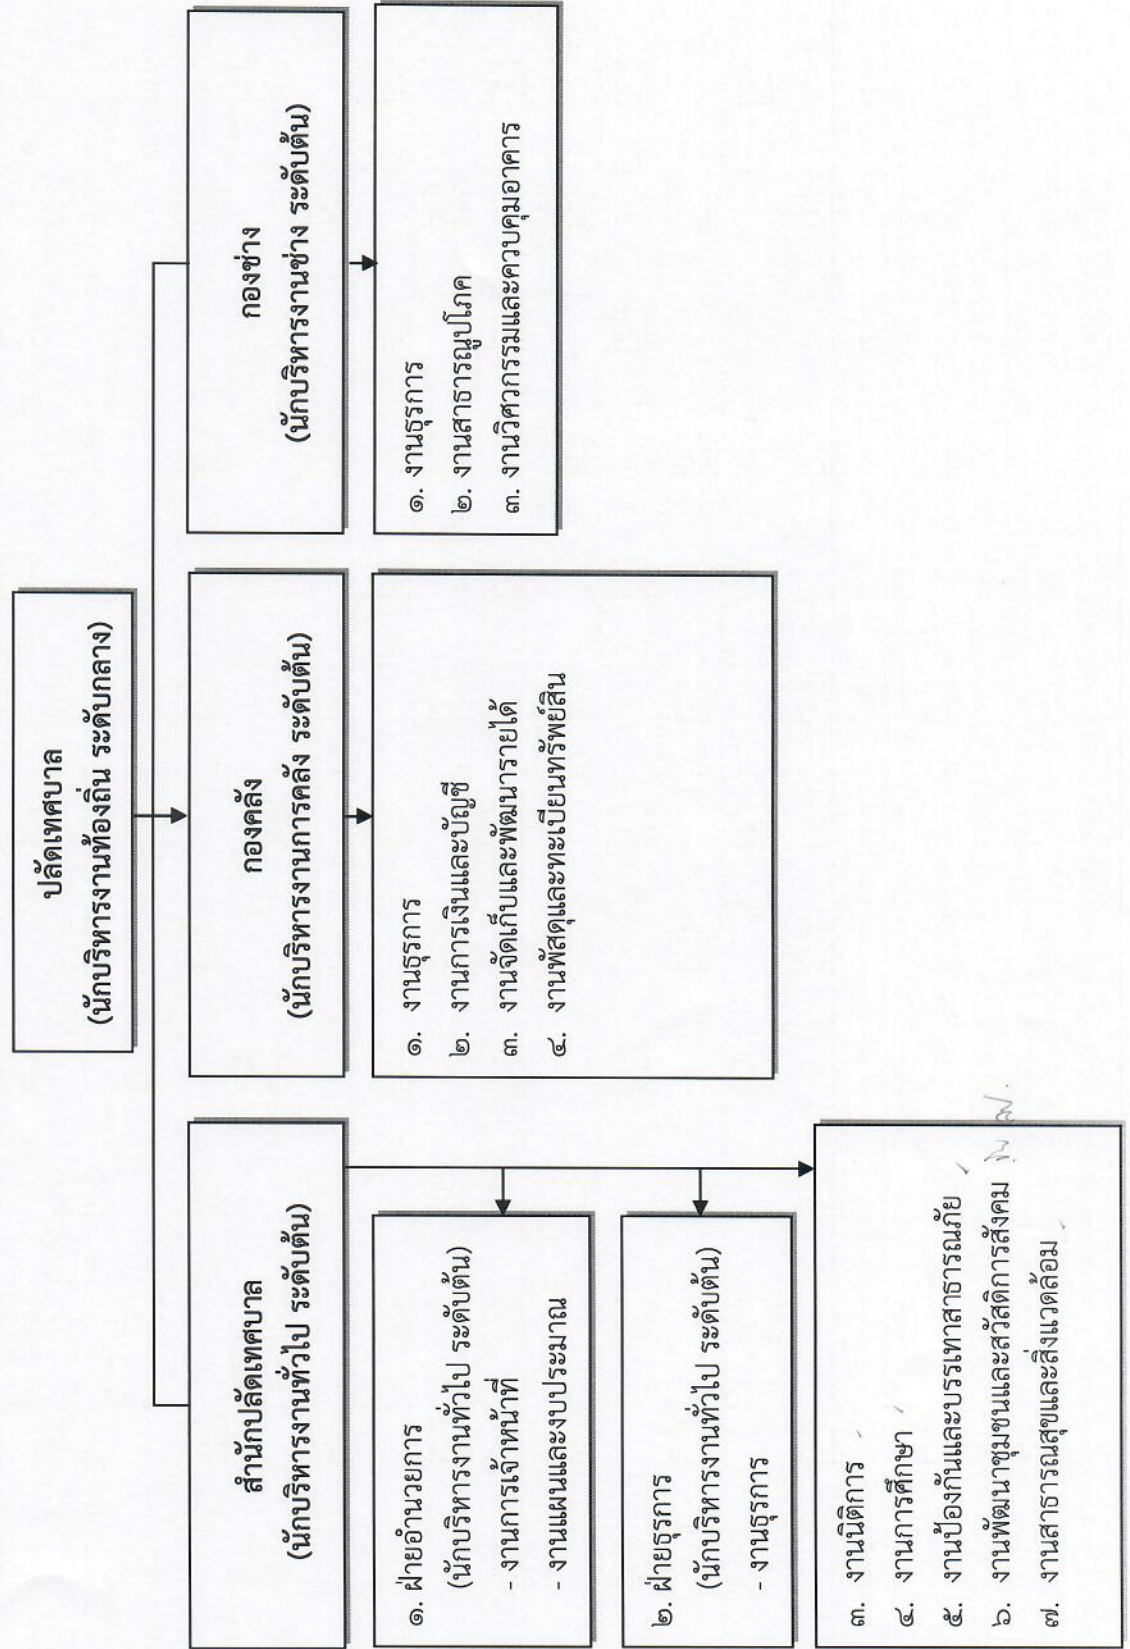 ปลัดเทศบาล
(นักบริหารงานท้องถิ่น ระดับกลาง)
สำนักปลัดเทศบาล
(นักบริหารงานทั่วไป ระดับต้น)
๑. ฝ่ายอำนวยการ
(นักบริหารงานทั่วไป ระดับต้น)
- งานการเจ้าหน้าที่
- งานแผนและงบประมาณ
๒. ฝ่ายธุรการ
(นักบริหารงานทั่วไป ระดับต้น)
- งานธุรการ
๓. งานนิติการ
๔. งานการศึกษา
๕. งานป้องกันและบรรเทาสาธารณภัย
๖. งานพัฒนาชุมชนและสวัสดิการสังคม
๗. งานสาธารณสุขและสิ่งแวดล้อม
กองคลัง
(นักบริหารงานการคลัง ระดับต้น)
๑. งานธุรการ
๒. งานการเงินและบัญชี
๓. งานจัดเก็บและพัฒนารายได้
๔. งานพัสดุและทะเบียนทรัพย์สิน
กองช่าง
(นักบริหารงานช่าง ระดับต้น)
๑. งานธุรการ
๒. งานสาธารณูปโภค
๓. งานวิศวกรรมและควบคุมอาคาร